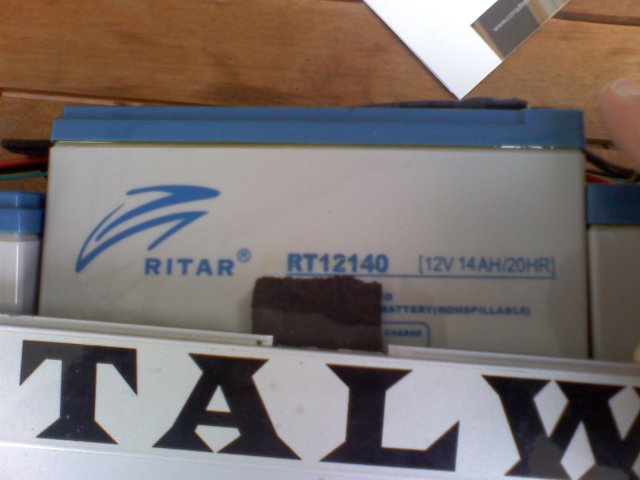 RITAR®
RT12140 [12V 14AH/20HR]
BATTERY(NONSPILLABLE)
CHARGE
TALW